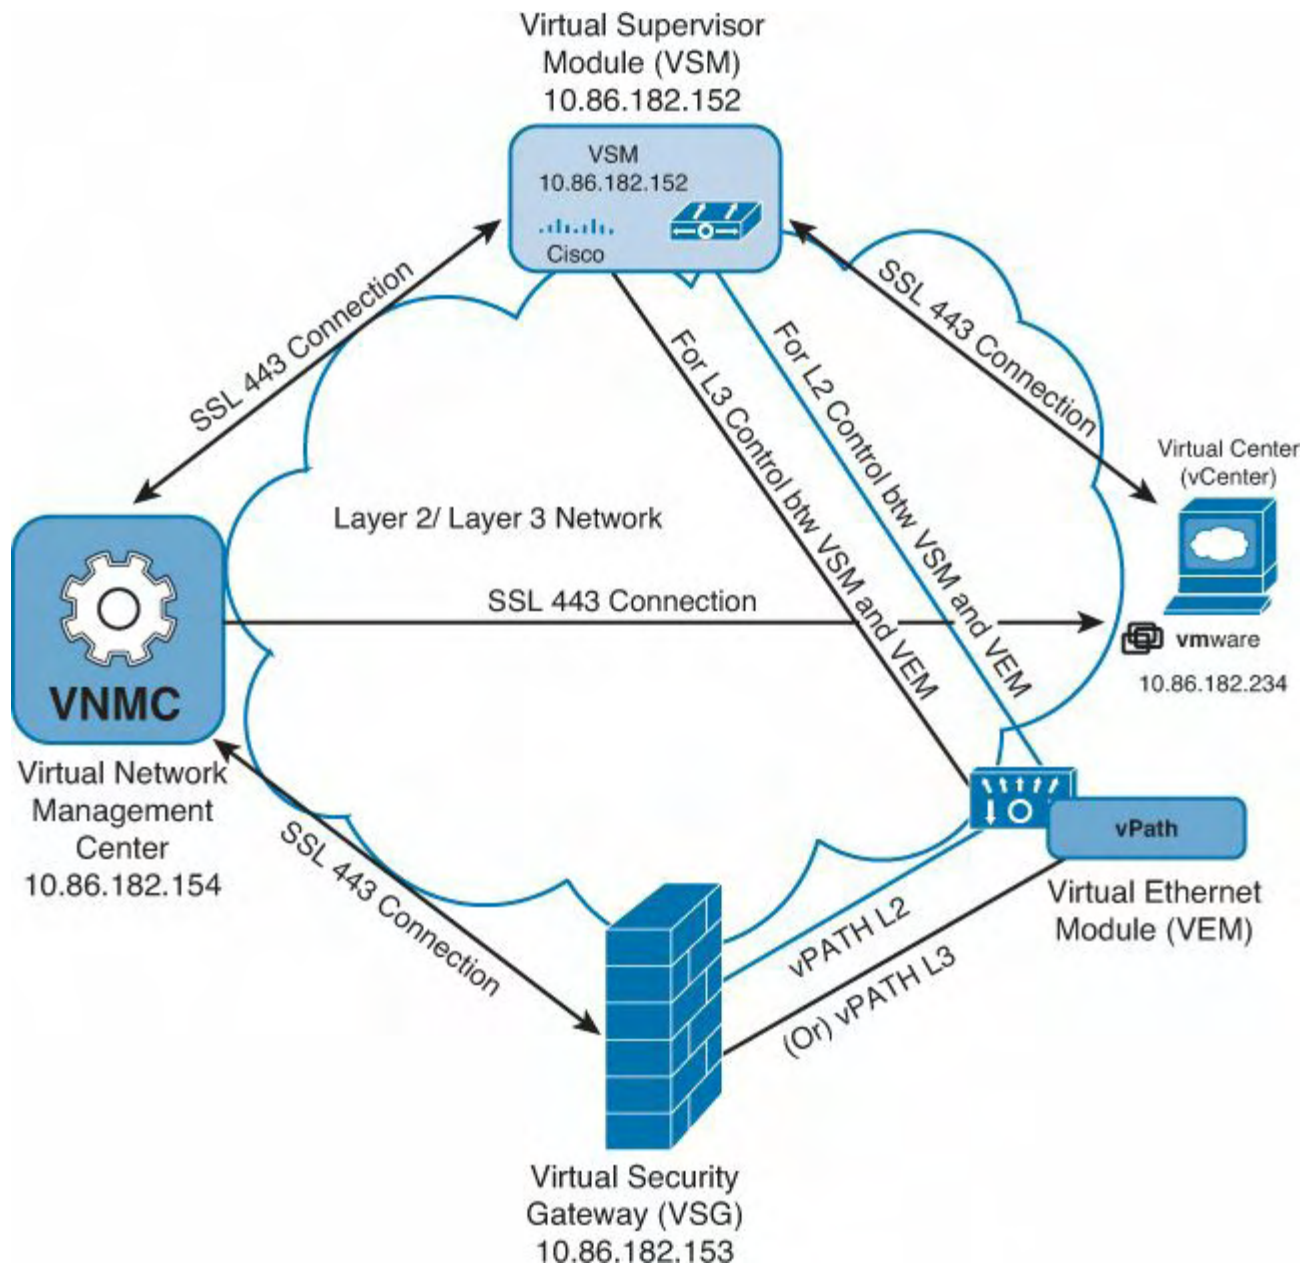 Virtual Supervisor
Module (VSM)
10.86.182.152
VSM
10.86.182.152
Cisco
SSL 443 Connection
SSL 443 Connection
For L3 Control btw VSM and VEM
For L2 Control btw VSM and VEM
Virtual Center
(vCenter)
Layer 2/ Layer 3 Network
SSL 443 Connection
vmware
10.86.182.234
VNMC
Virtual Network
Management
Center
10.86.182.154
SSL 443 Connection
vPath
Virtual Ethernet
Module (VEM)
vPATH L2
(Or) vPATH L3
Virtual Security
Gateway (VSG)
10.86.182.153